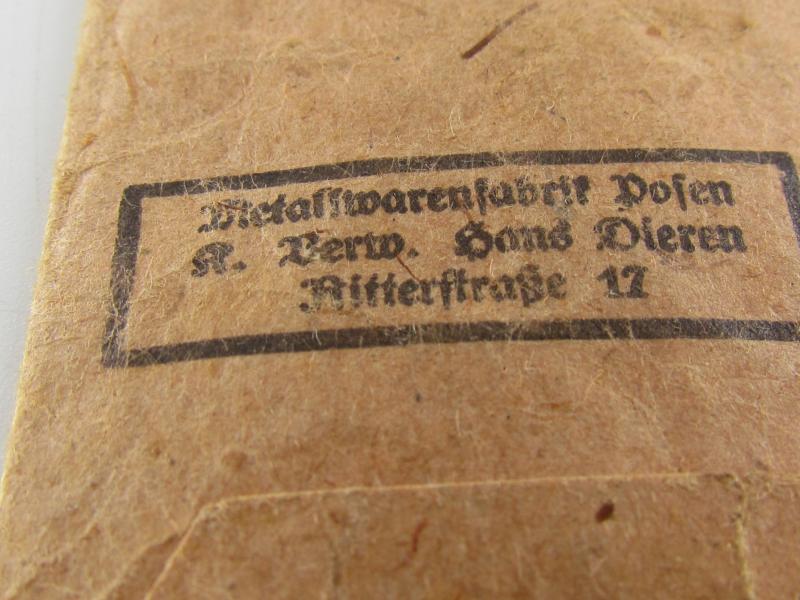 Metallwarenfabrik Posen
K. Verw. Hans Dieren
Ritterstraße 17